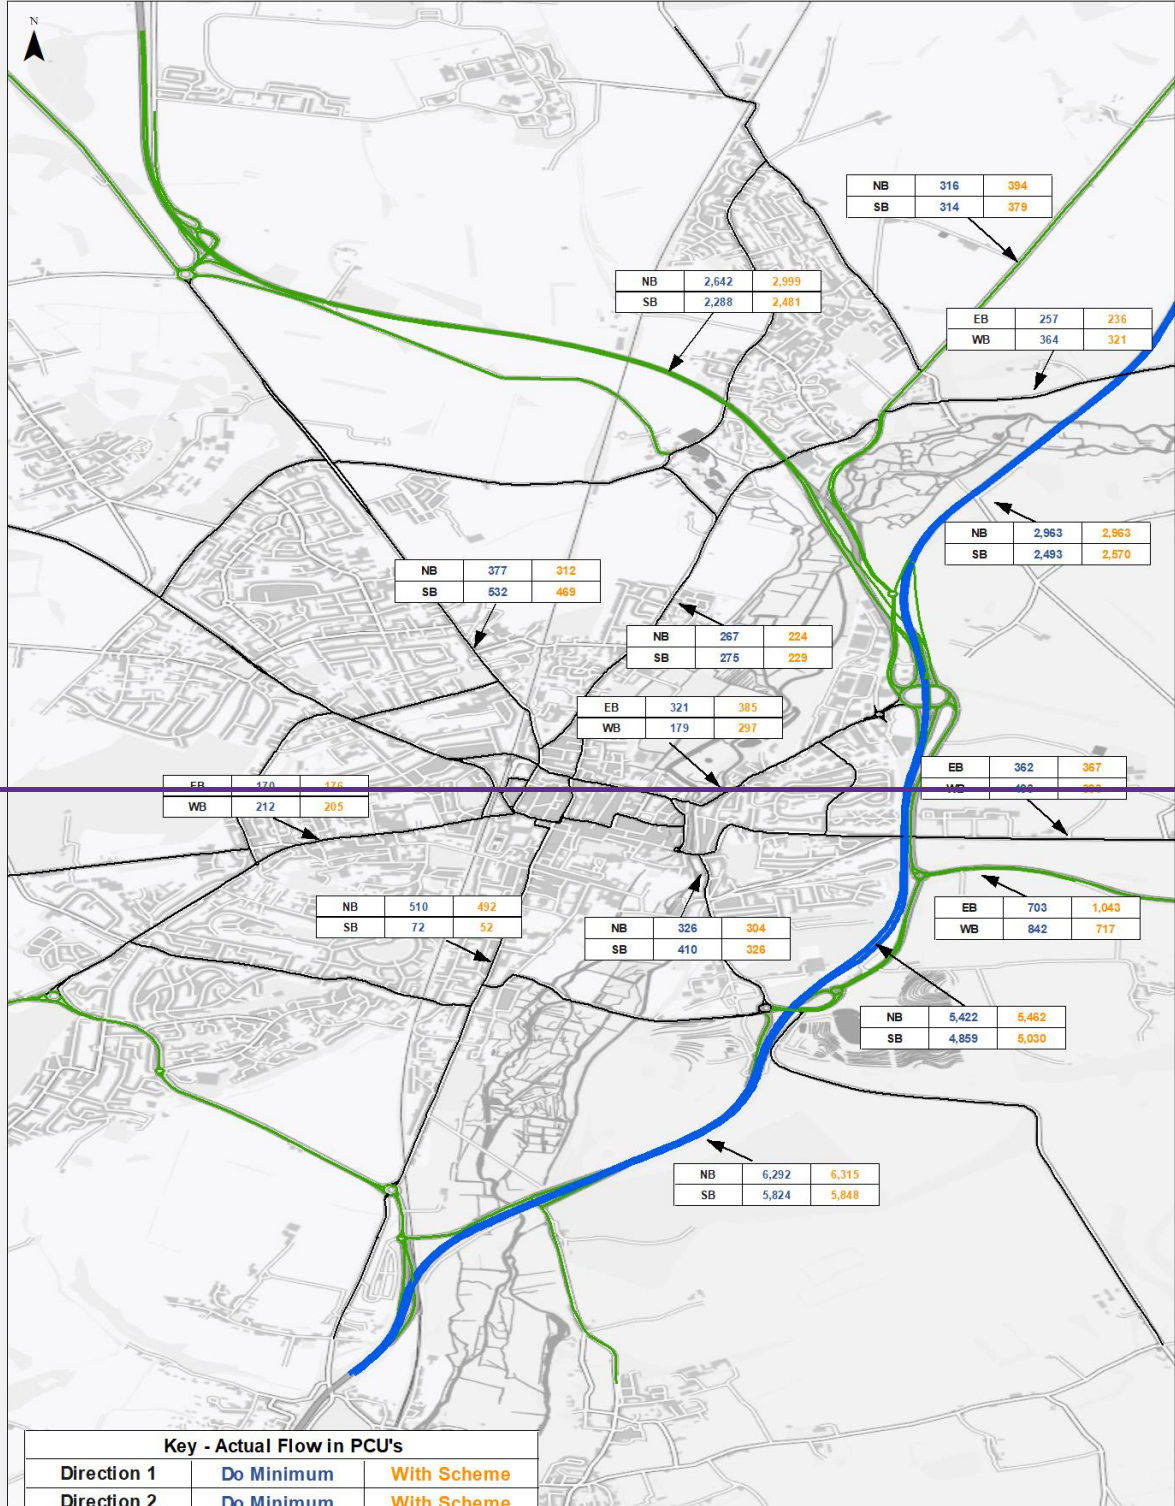 N
NB 316 394
SB 314 379
NB 2,642 2,999
SB 2,288 2,481
EB 257 236
WB 364 321
NB 2,963 2,963
SB 2,493 2,570
NB 377 312
SB 532 469
NB 267 224
SB 275 229
EB 321 385
WB 179 297
EB 362 367
WB
EB 170 176
WB 212 205
NB 510 492
SB 72 52
NB 326 304
SB 410 326
EB 703 1,043
WB 842 717
NB 5,422 5,462
SB 4,859 5,030
NB 6,292 6,315
SB 5,824 5,848
Key - Actual Flow in PCU's
Direction 1 Do Minimum With Scheme
Direction 2 Do Minimum With Scheme